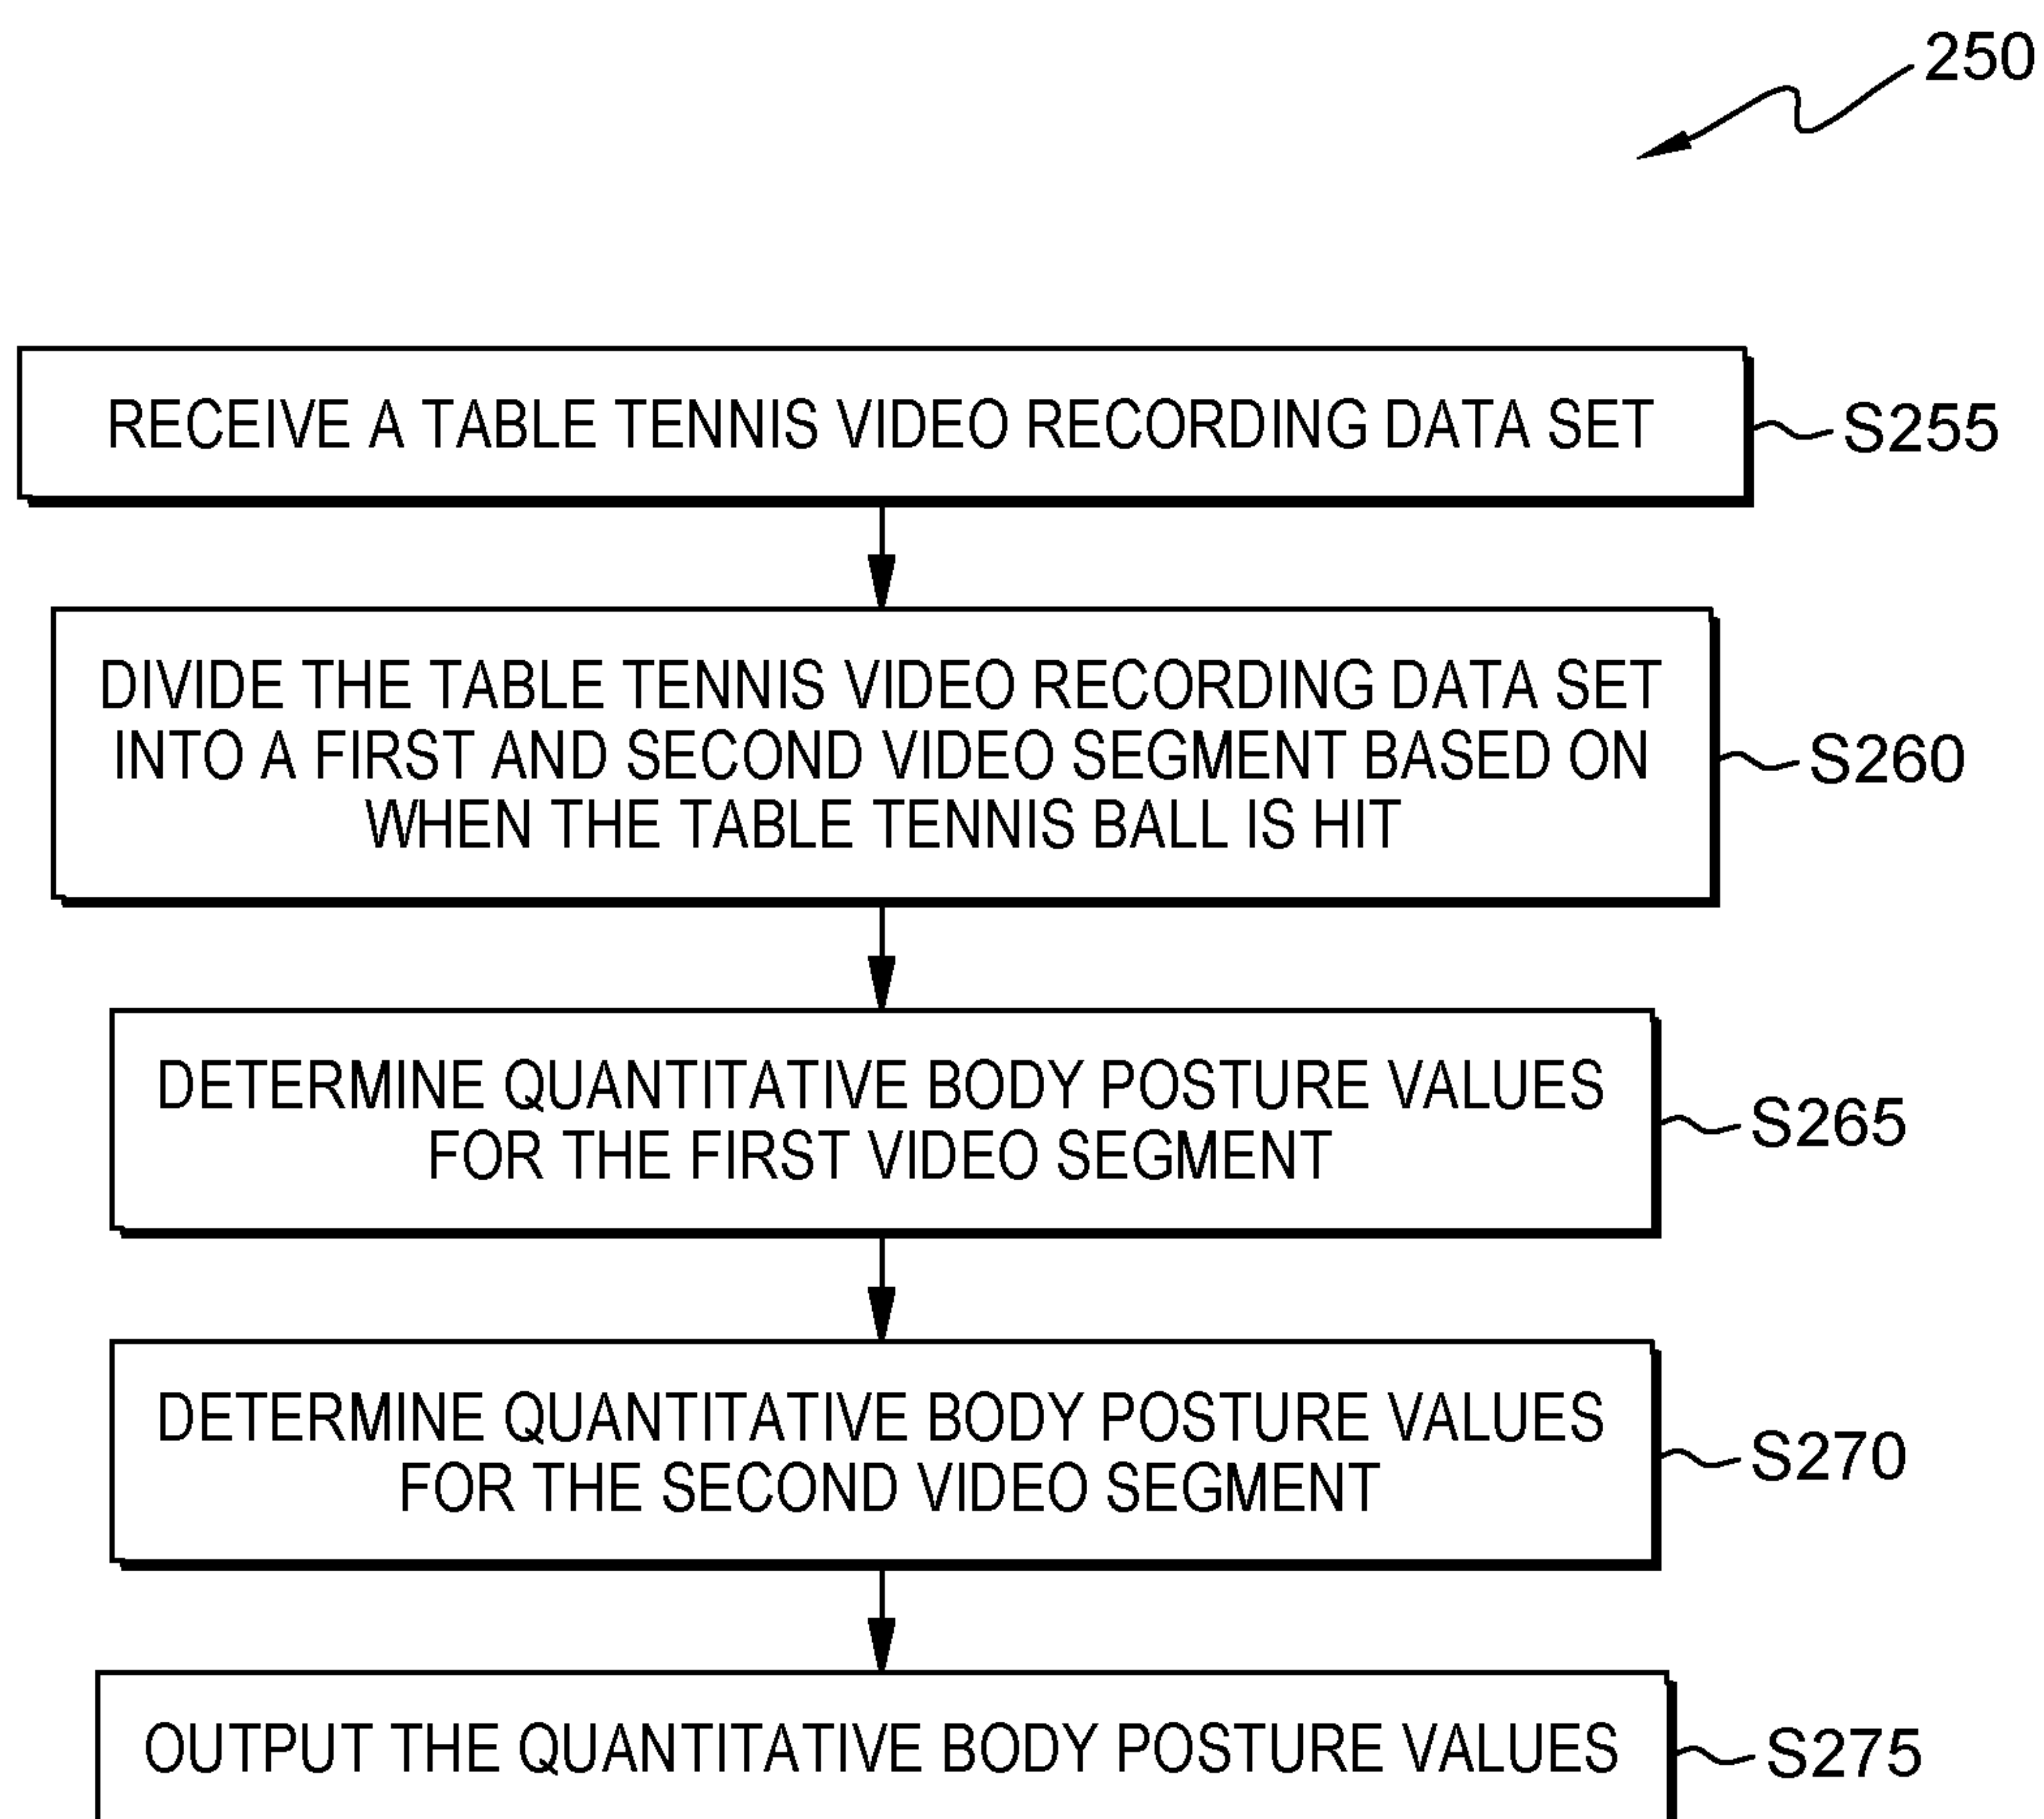 250
RECEIVE A TABLE TENNIS VIDEO RECORDING DATA SET
S255
DIVIDE THE TABLE TENNIS VIDEO RECORDING DATA SET
INTO A FIRST AND SECOND VIDEO SEGMENT BASED ON
WHEN THE TABLE TENNIS BALL IS HIT
S260
DETERMINE QUANTITATIVE BODY POSTURE VALUES
FOR THE FIRST VIDEO SEGMENT
S265
DETERMINE QUANTITATIVE BODY POSTURE VALUES
FOR THE SECOND VIDEO SEGMENT
S270
OUTPUT THE QUANTITATIVE BODY POSTURE VALUES
S275